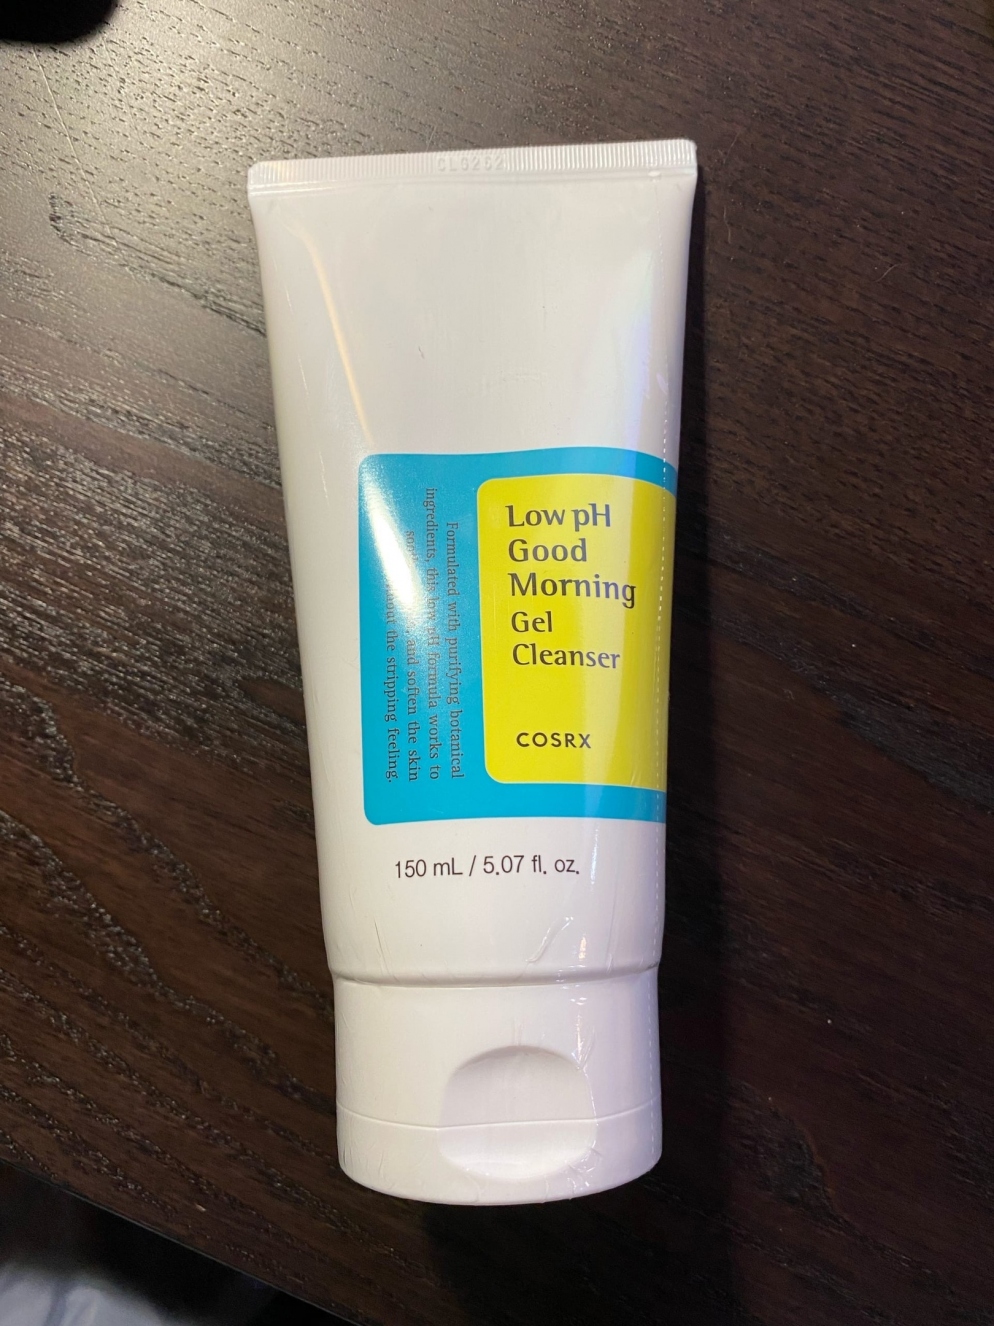 Low pH
Good
Morning
Gel
Cleanser
COSRX
Formulated with purifying botanical
ingredients, this low pH formula works to
and soften the skin
the stripping feeling.
150 mL / 5.07 fl. oz.